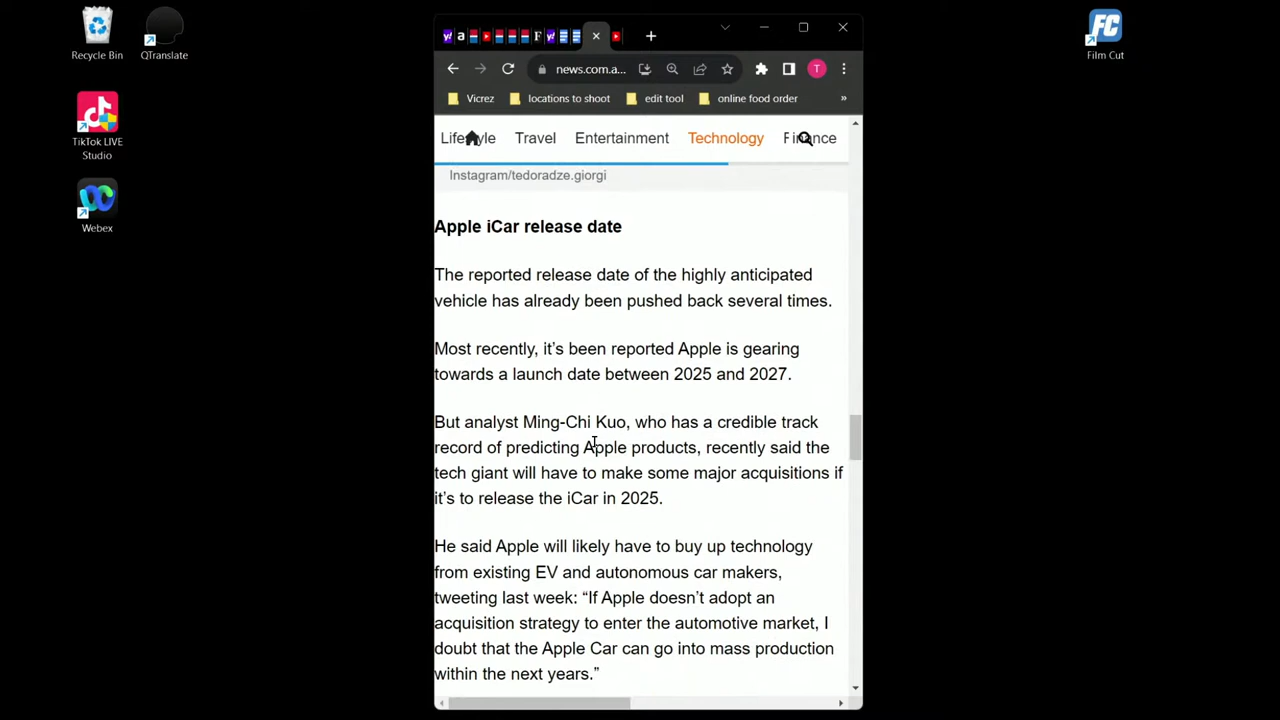 Recycle Bin
QTranslate
TikTok LIVE
Studio
Webex
FC
Film Cut
news.com.a...
T
Vicrez
locations to shoot
edit tool
online food order
»
Lifestyle
Travel
Entertainment
Technology
Finance
Instagram/tedoradze.giorgi
Apple iCar release date
The reported release date of the highly anticipated
vehicle has already been pushed back several times.
Most recently, it’s been reported Apple is gearing
towards a launch date between 2025 and 2027.
But analyst Ming-Chi Kuo, who has a credible track
record of predicting Apple products, recently said the
tech giant will have to make some major acquisitions if
it’s to release the iCar in 2025.
He said Apple will likely have to buy up technology
from existing EV and autonomous car makers,
tweeting last week: “If Apple doesn’t adopt an
acquisition strategy to enter the automotive market, I
doubt that the Apple Car can go into mass production
within the next years.”